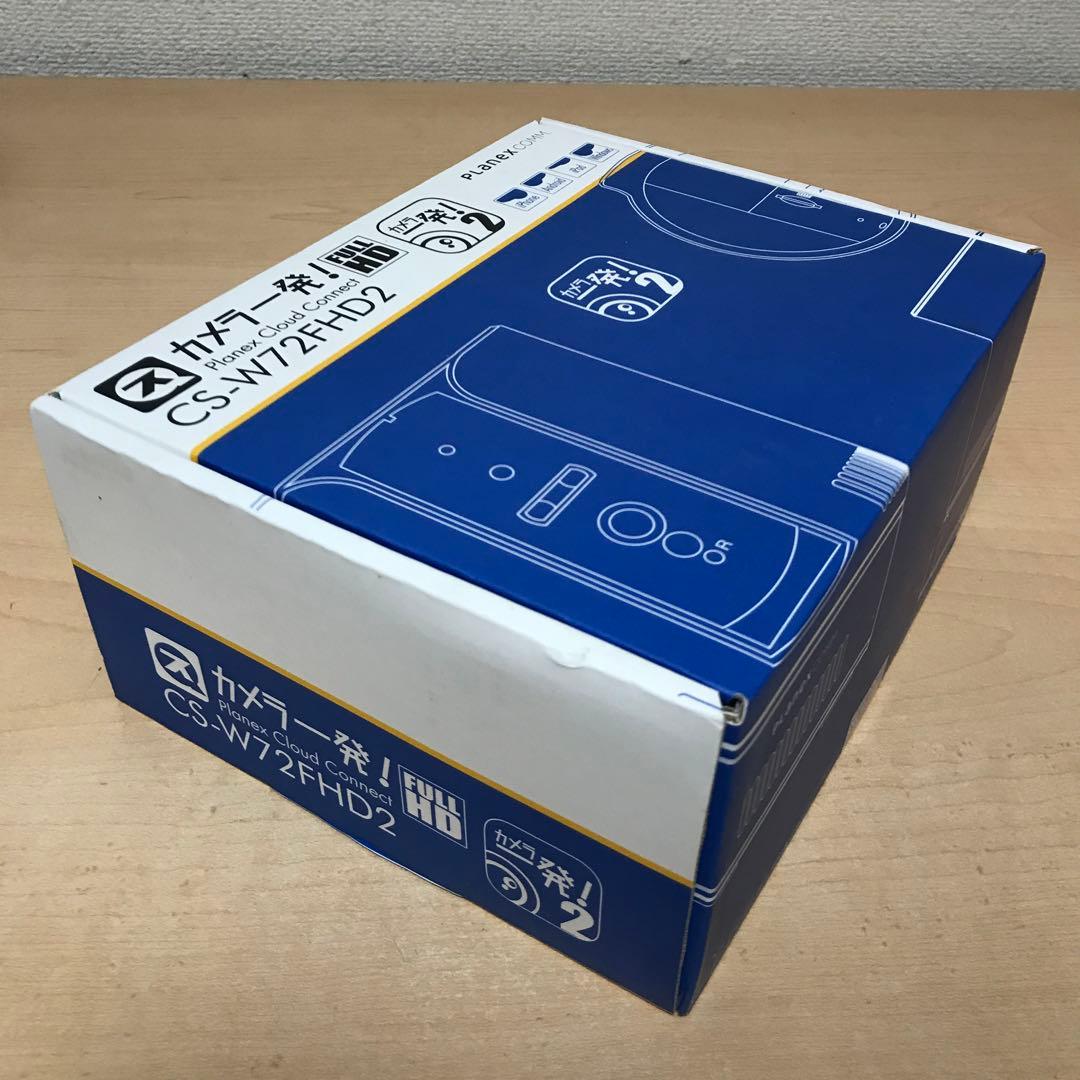 PLANEX COMM.
iPhone
Android
iPad
Windows
カメラ
一発!
2
ス カメラ一発!
FULL
HD
Planex Cloud Connect
CS-W72FHD2
カメラ
一発!
2
R
ス カメラ一発!
Planex Cloud Connect
CS-W72FHD2
FULL
HD
カメラ
一発!
2